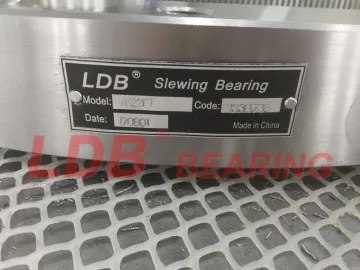 LDB® Slewing Bearing
Model: Code:
Date:
Made in China
LDB® BEARING